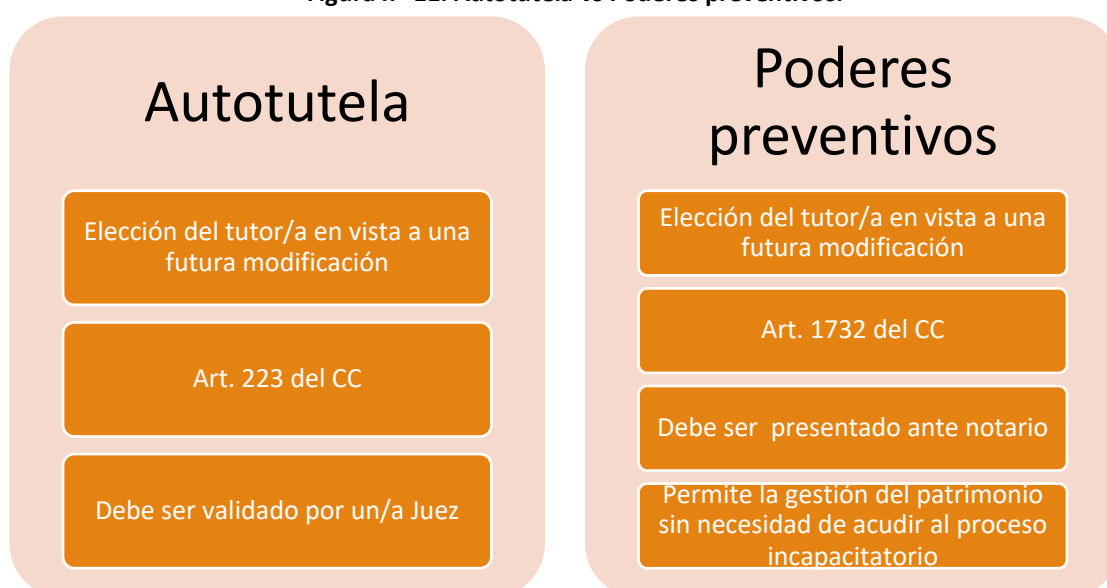 Autotutela
Elección del tutor/a en vista a una
futura modificación
Art. 223 del CC
Debe ser validado por un/a Juez
Poderes
preventivos
Elección del tutor/a en vista a una
futura modificación
Art. 1732 del CC
Debe ser presentado ante notario
Permite la gestión del patrimonio
sin necesidad de acudir al proceso
incapacitatorio